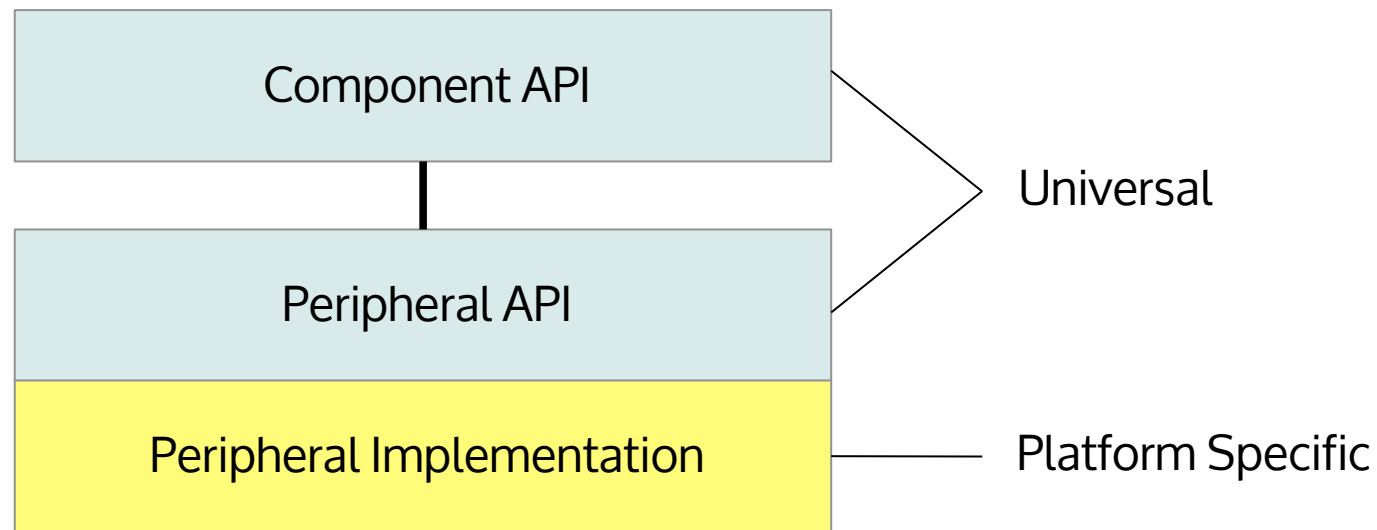 Component API
Universal
Peripheral API
Peripheral Implementation
Platform Specific